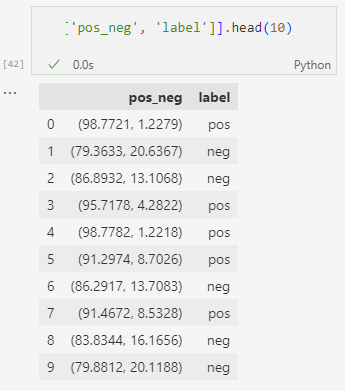 ['pos_neg', 'label']].head(10)
[42] ✓ 0.0s Python
...
pos_neg label
0 (98.7721, 1.2279) pos
1 (79.3633, 20.6367) neg
2 (86.8932, 13.1068) neg
3 (95.7178, 4.2822) pos
4 (98.7782, 1.2218) pos
5 (91.2974, 8.7026) pos
6 (86.2917, 13.7083) neg
7 (91.4672, 8.5328) pos
8 (83.8344, 16.1656) neg
9 (79.8812, 20.1188) neg